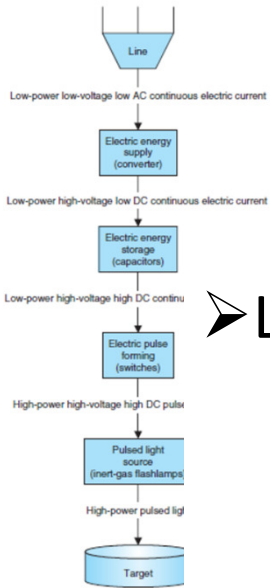 Line
Low-power low-voltage low AC continuous electric current
Electric energy
supply
(converter)
Low-power high-voltage low DC continuous electric current
Electric energy
storage
(capacitors)
Low-power high-voltage high DC
➤L
Electric pulse
forming
(switches)
High-power high-voltage high DC pulse
Pulsed light
source
(inert-gas flashlamps)
High-power pulsed
Target